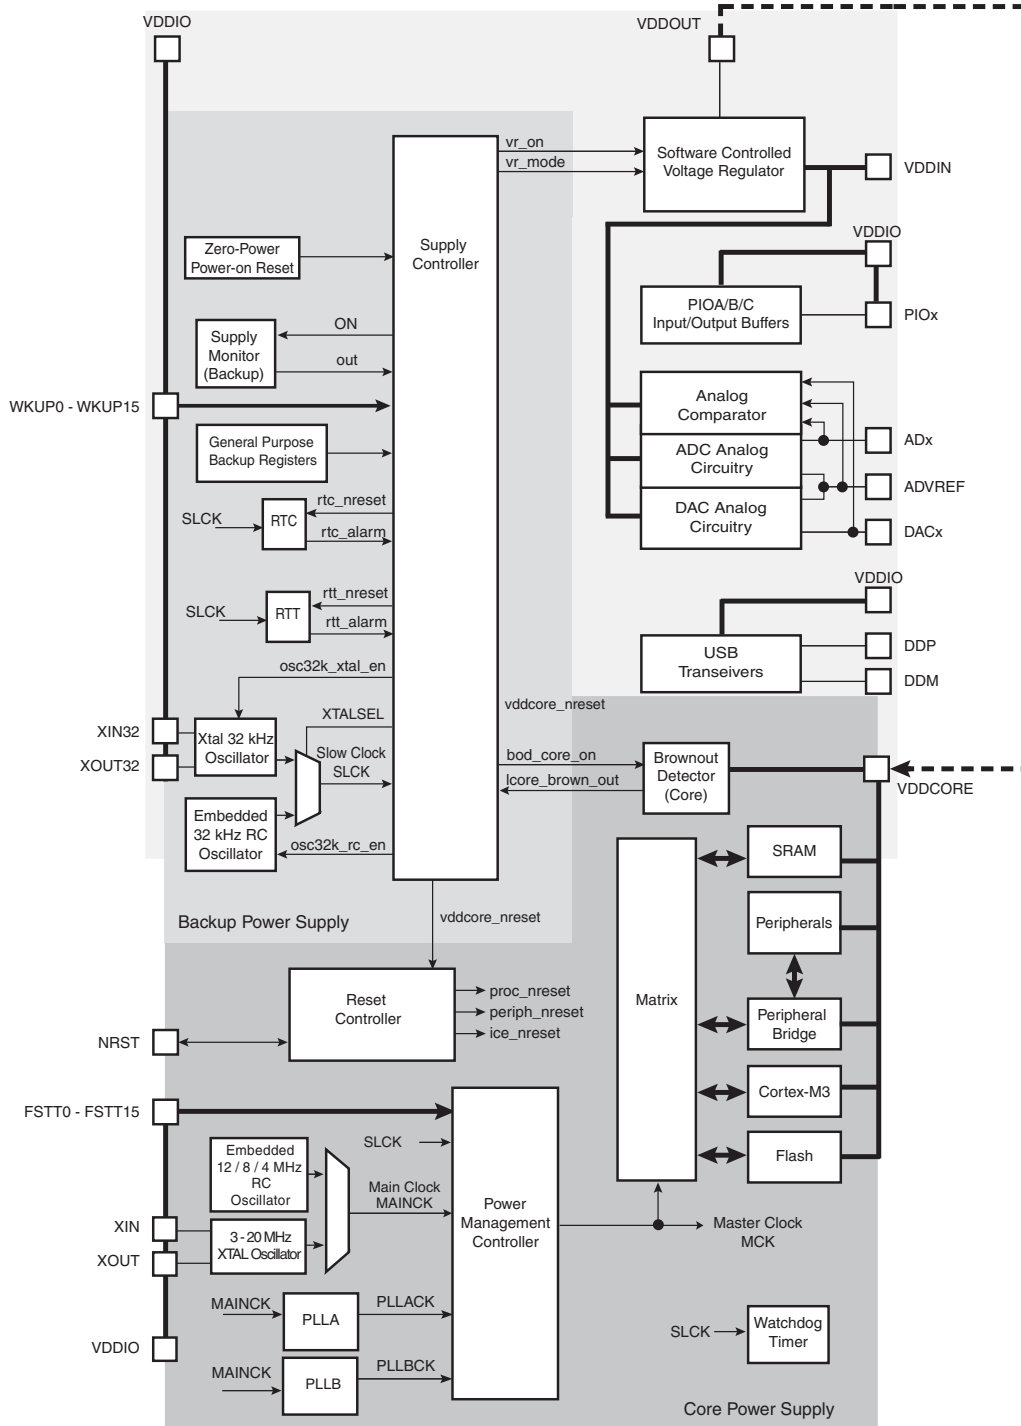 VDDIO
VDDOUT
vr_on
vr_mode
Software Controlled
Voltage Regulator
VDDIN
Supply
Controller
Zero-Power
Power-on Reset
VDDIO
PIOA/B/C
Input/Output Buffers
PIOx
ON
Supply
Monitor
(Backup)
out
WKUP0 - WKUP15
General Purpose
Backup Registers
Analog
Comparator
ADx
ADC Analog
Circuitry
ADVREF
DAC Analog
Circuitry
DACx
rtc_nreset
SLCK
RTC
rtc_alarm
VDDIO
rtt_nreset
SLCK
RTT
rtt_alarm
USB
Transeivers
DDP
DDM
osc32k_xtal_en
vddcore_nreset
XTALSEL
XIN32
Xtal 32 kHz
Oscillator
XOUT32
Slow Clock
SLCK
bod_core_on
lcore_brown_out
Brownout
Detector
(Core)
VDDCORE
Embedded
32 kHz RC
Oscillator
osc32k_rc_en
SRAM
Backup Power Supply
vddcore_nreset
Peripherals
Reset
Controller
proc_nreset
periph_nreset
ice_nreset
Matrix
Peripheral
Bridge
NRST
Cortex-M3
FSTT0 - FSTT15
SLCK
Flash
Embedded
12 / 8 / 4 MHz
RC
Oscillator
Main Clock
MAINCK
Power
Management
Controller
Master Clock
MCK
XIN
3 - 20 MHz
XTAL Oscillator
XOUT
MAINCK
PLLA
PLLACK
SLCK
Watchdog
Timer
VDDIO
MAINCK
PLLB
PLLBCK
Core Power Supply